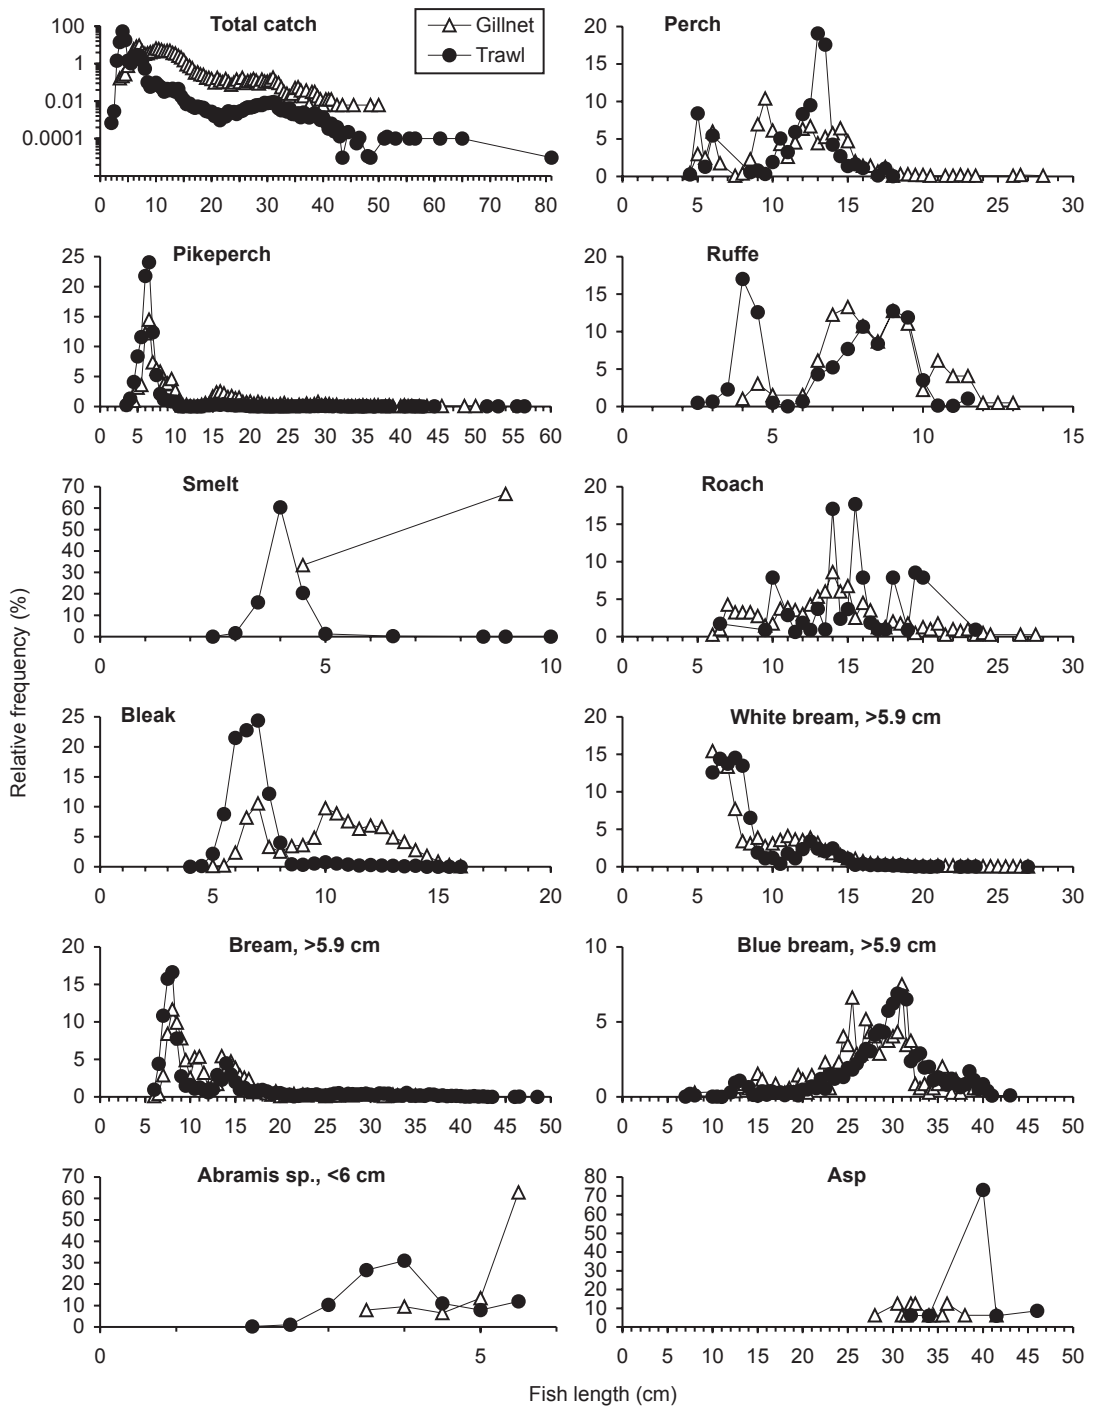 Total catch
Gillnet
Trawl
100
1
0.01
0.0001
0 10 20 30 40 50 60 70 80
Perch
20
15
10
5
0
0 5 10 15 20 25 30
Pikeperch
25
20
15
10
5
0
0 5 10 15 20 25 30 35 40 45 50 55 60
Ruffe
20
15
10
5
0
0 5 10 15
Smelt
70
60
50
40
30
20
10
0
0 5 10
Roach
20
15
10
5
0
0 5 10 15 20 25 30
Relative frequency (%)
Bleak
25
20
15
10
5
0
0 5 10 15 20
White bream, >5.9 cm
20
15
10
5
0
0 5 10 15 20 25 30
Bream, >5.9 cm
20
15
10
5
0
0 5 10 15 20 25 30 35 40 45 50
Blue bream, >5.9 cm
10
5
0
0 5 10 15 20 25 30 35 40 45 50
Abramis sp., <6 cm
70
60
50
40
30
20
10
0
0 5
Asp
80
70
60
50
40
30
20
10
0
0 5 10 15 20 25 30 35 40 45 50
Fish length (cm)